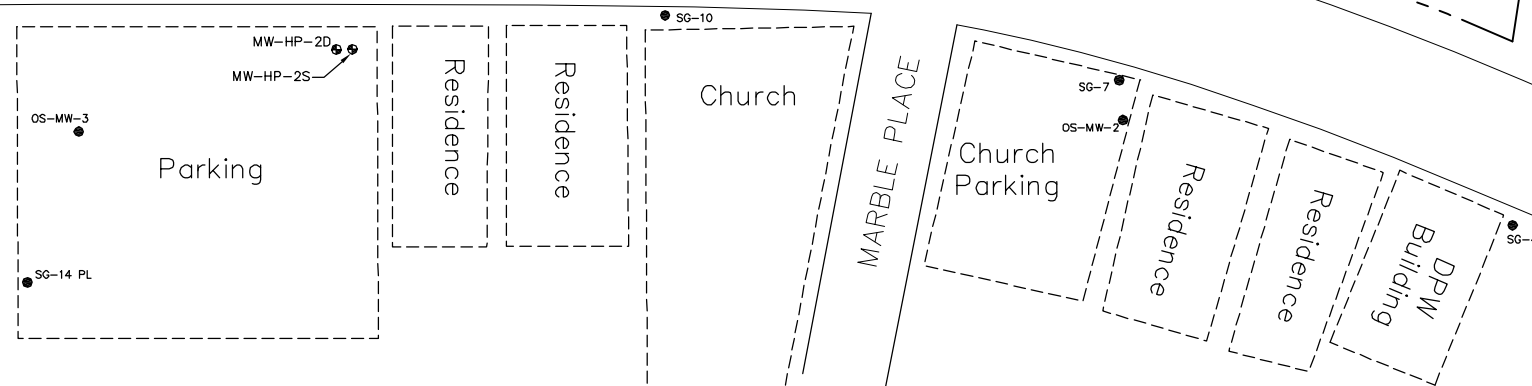 SG-10
MW-HP-2D
MW-HP-2S
OS-MW-3
Parking
SG-14 PL
Residence
Residence
Church
MARBLE PLACE
SG-7
OS-MW-2
Church
Parking
Residence
Residence
DPW
Building